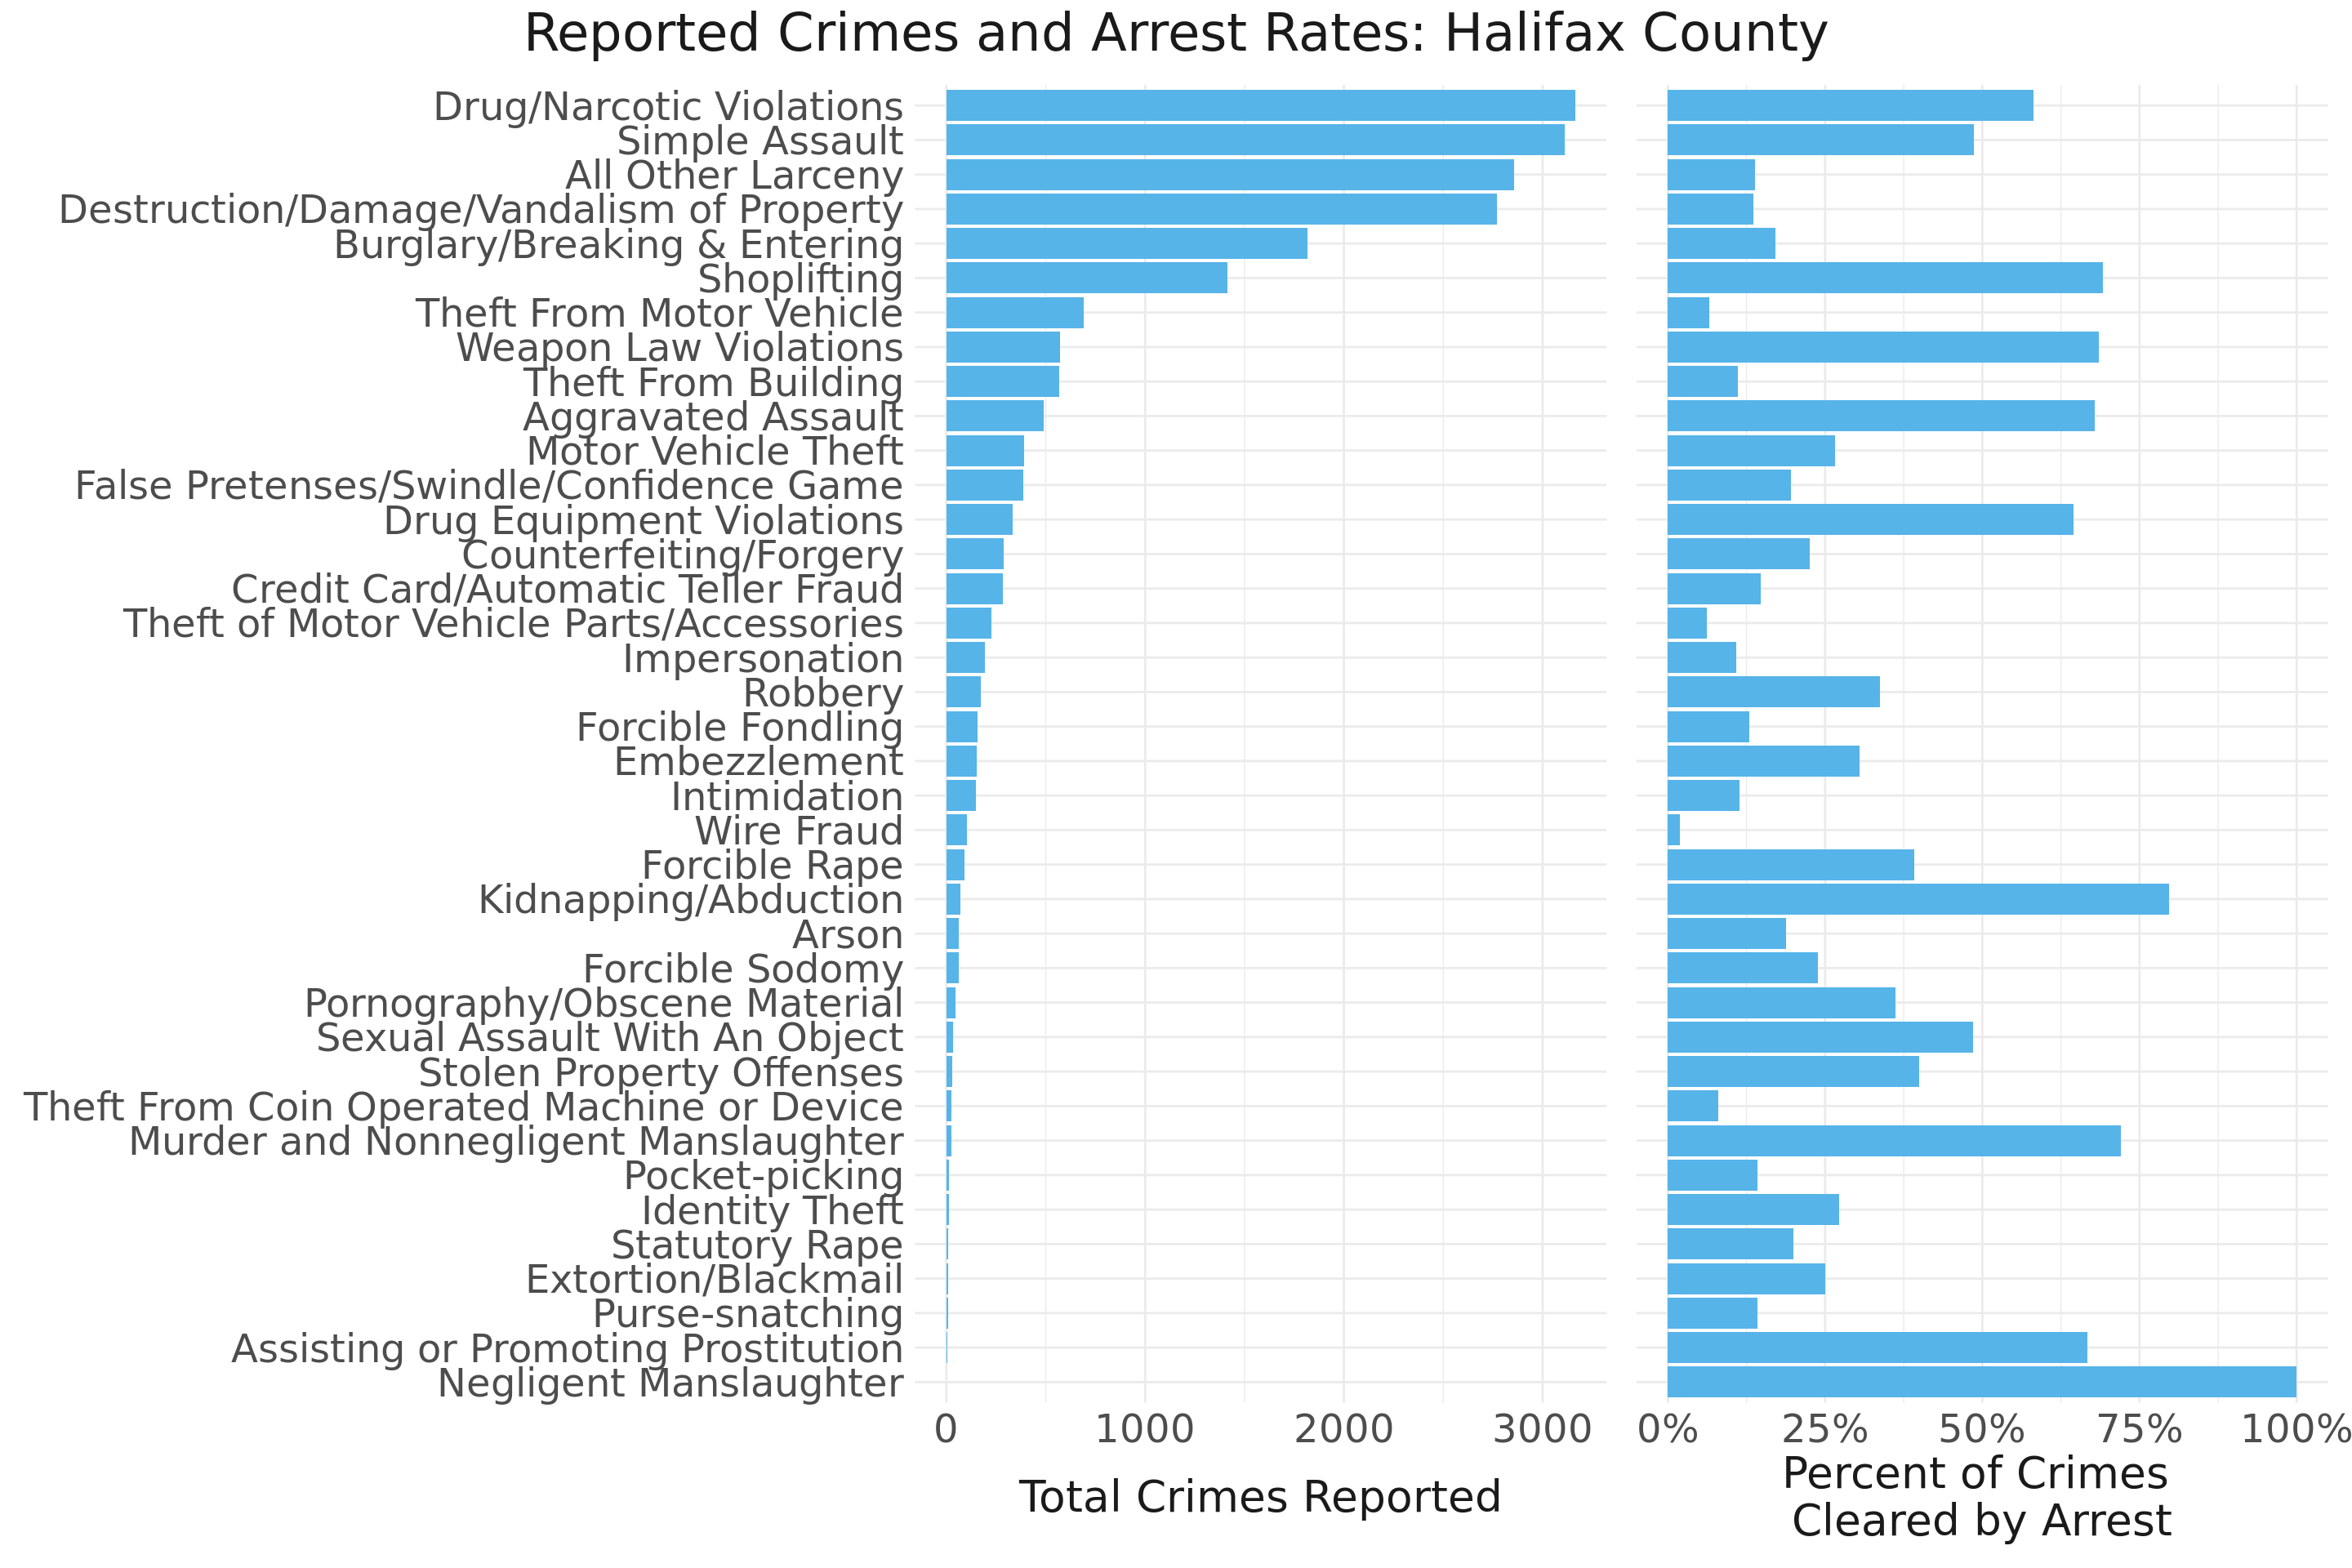 Reported Crimes and Arrest Rates: Halifax County
Drug/Narcotic Violations
Simple Assault
All Other Larceny
Destruction/Damage/Vandalism of Property
Burglary/Breaking & Entering
Shoplifting
Theft From Motor Vehicle
Weapon Law Violations
Theft From Building
Aggravated Assault
Motor Vehicle Theft
False Pretenses/Swindle/Confidence Game
Drug Equipment Violations
Counterfeiting/Forgery
Credit Card/Automatic Teller Fraud
Theft of Motor Vehicle Parts/Accessories
Impersonation
Robbery
Forcible Fondling
Embezzlement
Intimidation
Wire Fraud
Forcible Rape
Kidnapping/Abduction
Arson
Forcible Sodomy
Pornography/Obscene Material
Sexual Assault With An Object
Stolen Property Offenses
Theft From Coin Operated Machine or Device
Murder and Nonnegligent Manslaughter
Pocket-picking
Identity Theft
Statutory Rape
Extortion/Blackmail
Purse-snatching
Assisting or Promoting Prostitution
Negligent Manslaughter
0 1000 2000 3000
Total Crimes Reported
0% 25% 50% 75% 100%
Percent of Crimes
Cleared by Arrest